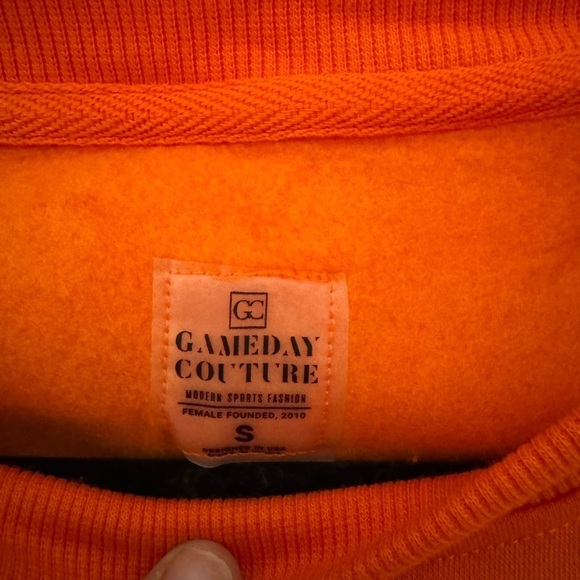 GC
GAMEDAY
COUTURE
MODERN SPORTS FASHION
FEMALE FOUNDED, 2010
S
DESIGNED IN USA